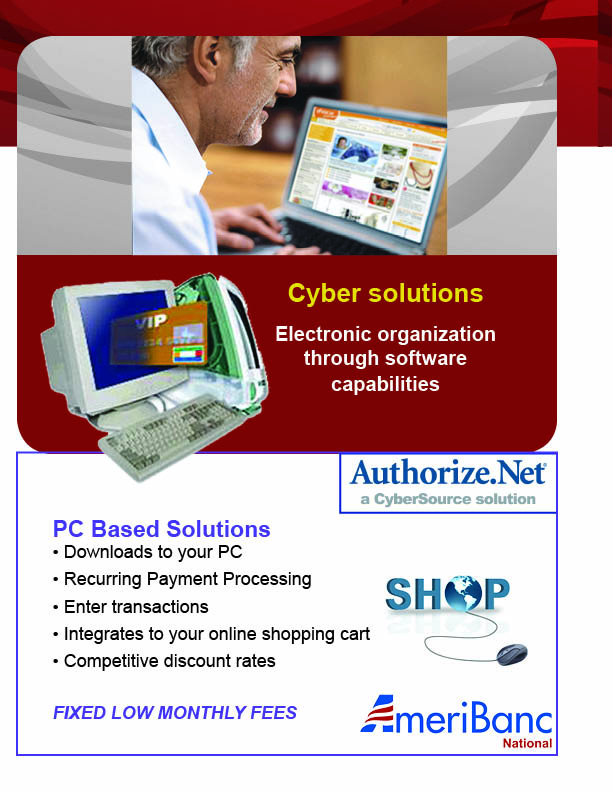 Cyber solutions
VIP
Electronic organization
through software
capabilities
Authorize.Net®
a CyberSource solution
PC Based Solutions
• Downloads to your PC
• Recurring Payment Processing
• Enter transactions
• Integrates to your online shopping cart
• Competitive discount rates
SHOP
FIXED LOW MONTHLY FEES
AmeriBanc
National